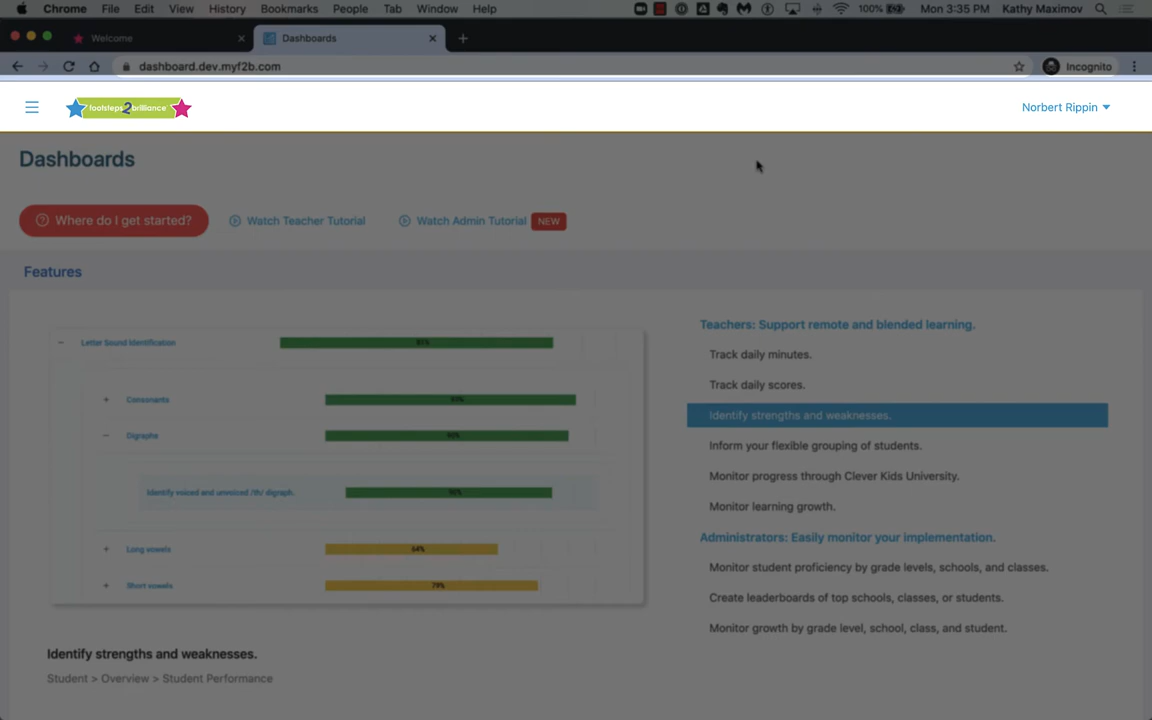 Chrome File Edit View History Bookmarks People Tab Window Help 100% Mon 3:35 PM Kathy Maximov
Welcome Dashboards
dashboard.dev.myf2b.com Incognito
footsteps2brilliance Norbert Rippin
Dashboards
Where do I get started? Watch Teacher Tutorial Watch Admin Tutorial NEW
Features
Letter Sound Identification
Consonants
Digraphs 90%
Identify voiced and unvoiced /th/ digraph. 90%
Long vowels 64%
Short vowels 79%
Teachers: Support remote and blended learning.
Track daily minutes.
Track daily scores.
Identify strengths and weaknesses.
Inform your flexible grouping of students.
Monitor progress through Clever Kids University.
Monitor learning growth.
Administrators: Easily monitor your implementation.
Monitor student proficiency by grade levels, schools, and classes.
Create leaderboards of top schools, classes, or students.
Monitor growth by grade level, school, class, and student.
Identify strengths and weaknesses.
Student > Overview > Student Performance